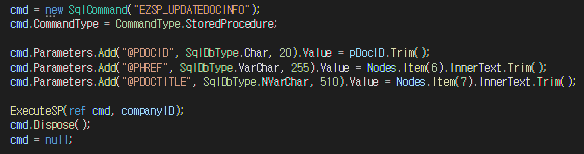 cmd = new SqlCommand("EZSP_UPDATEDOCINFO");
cmd.CommandType = CommandType.StoredProcedure;
cmd.Parameters.Add("@PDOCID", SqlDbType.Char, 20).Value = pDocID.Trim();
cmd.Parameters.Add("@PHREF", SqlDbType.VarChar, 255).Value = Nodes.Item(6).InnerText.Trim();
cmd.Parameters.Add("@PDOCTITLE", SqlDbType.NVarChar, 510).Value = Nodes.Item(7).InnerText.Trim();
ExecuteSP(ref cmd, companyID);
cmd.Dispose();
cmd = null;